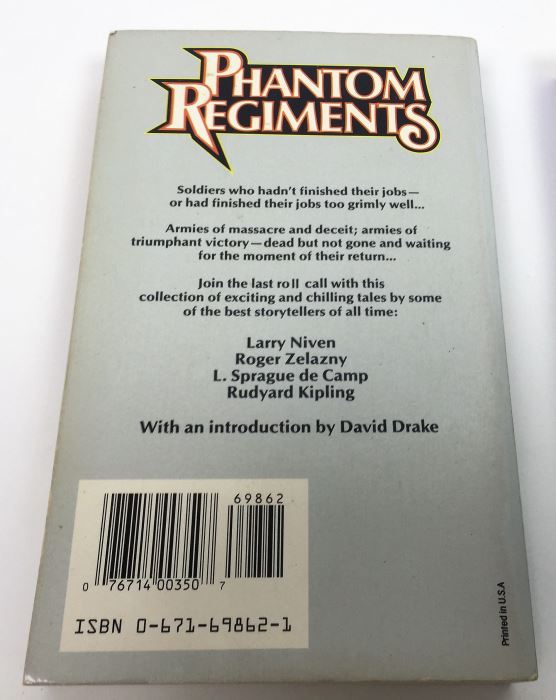 PHANTOM
REGIMENTS
Soldiers who hadn't finished their jobs—
or had finished their jobs too grimly well...
Armies of massacre and deceit; armies of
triumphant victory—dead but not gone and waiting
for the moment of their return...
Join the last roll call with this
collection of exciting and chilling tales by some
of the best storytellers of all time:
Larry Niven
Roger Zelazny
L. Sprague de Camp
Rudyard Kipling
With an introduction by David Drake
69862
0 76714 00350 7
ISBN 0-671-69862-1
Printed in U.S.A